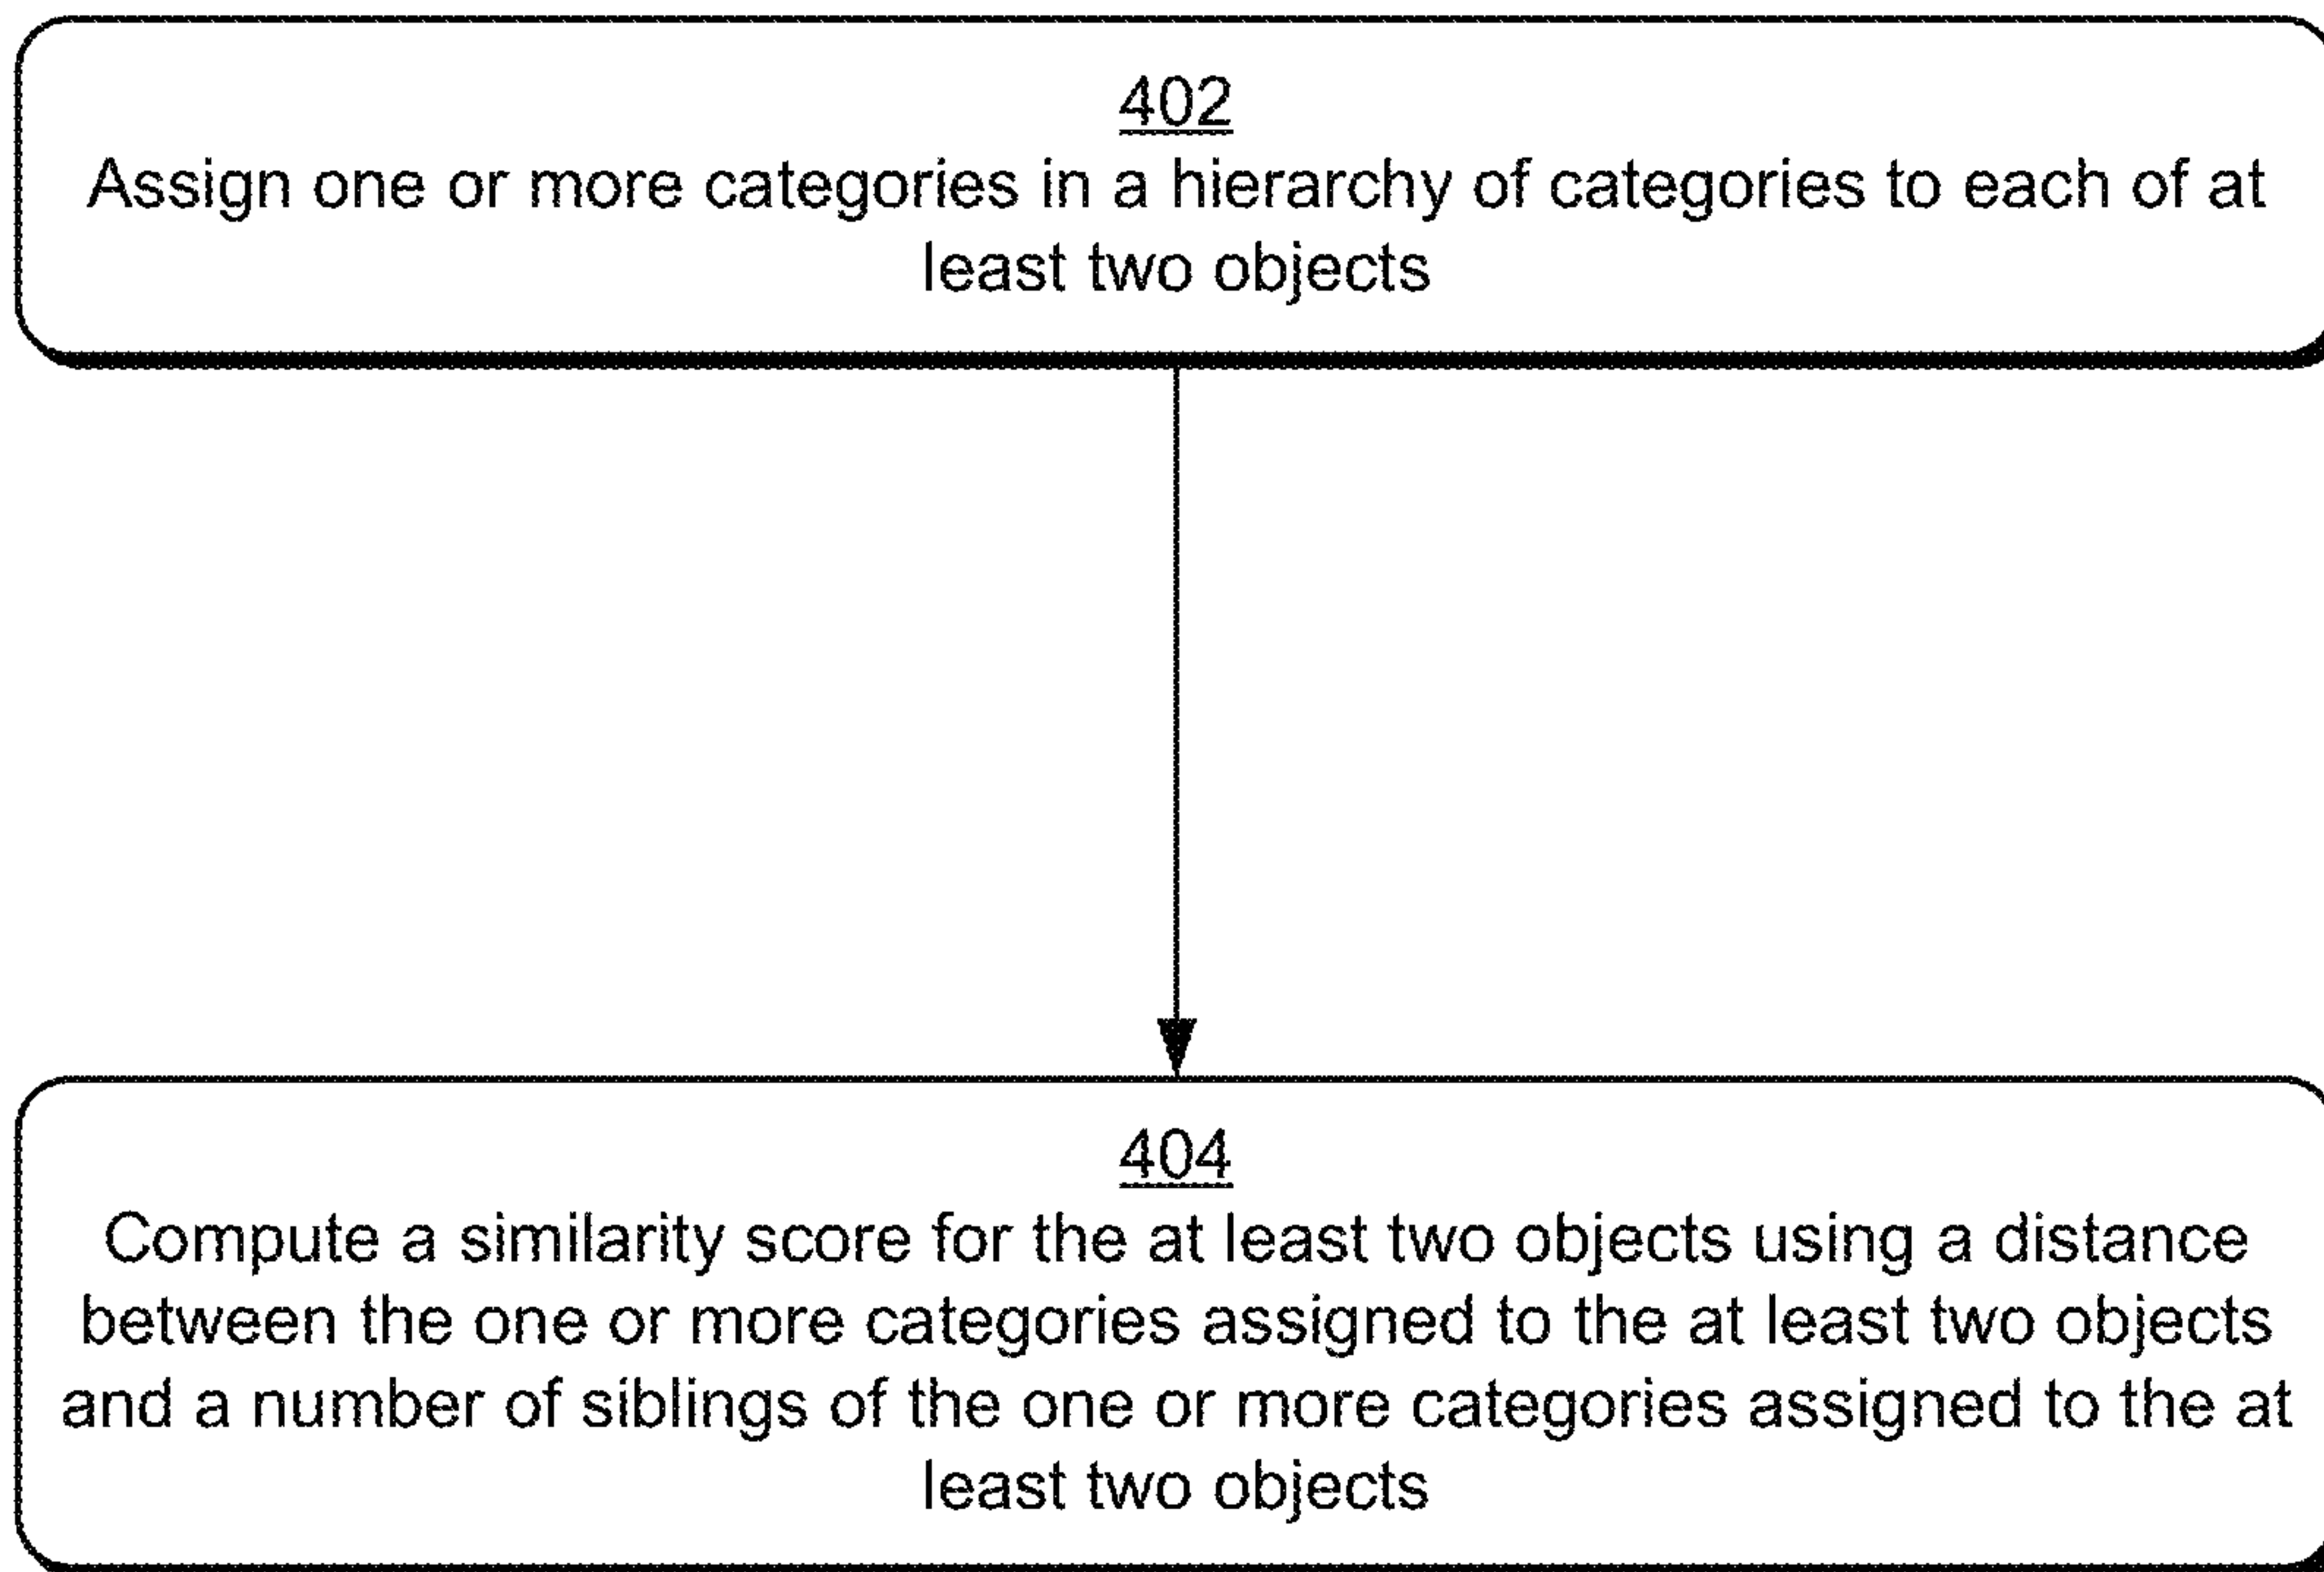 402
Assign one or more categories in a hierarchy of categories to each of at
least two objects
404
Compute a similarity score for the at least two objects using a distance
between the one or more categories assigned to the at least two objects
and a number of siblings of the one or more categories assigned to the at
least two objects